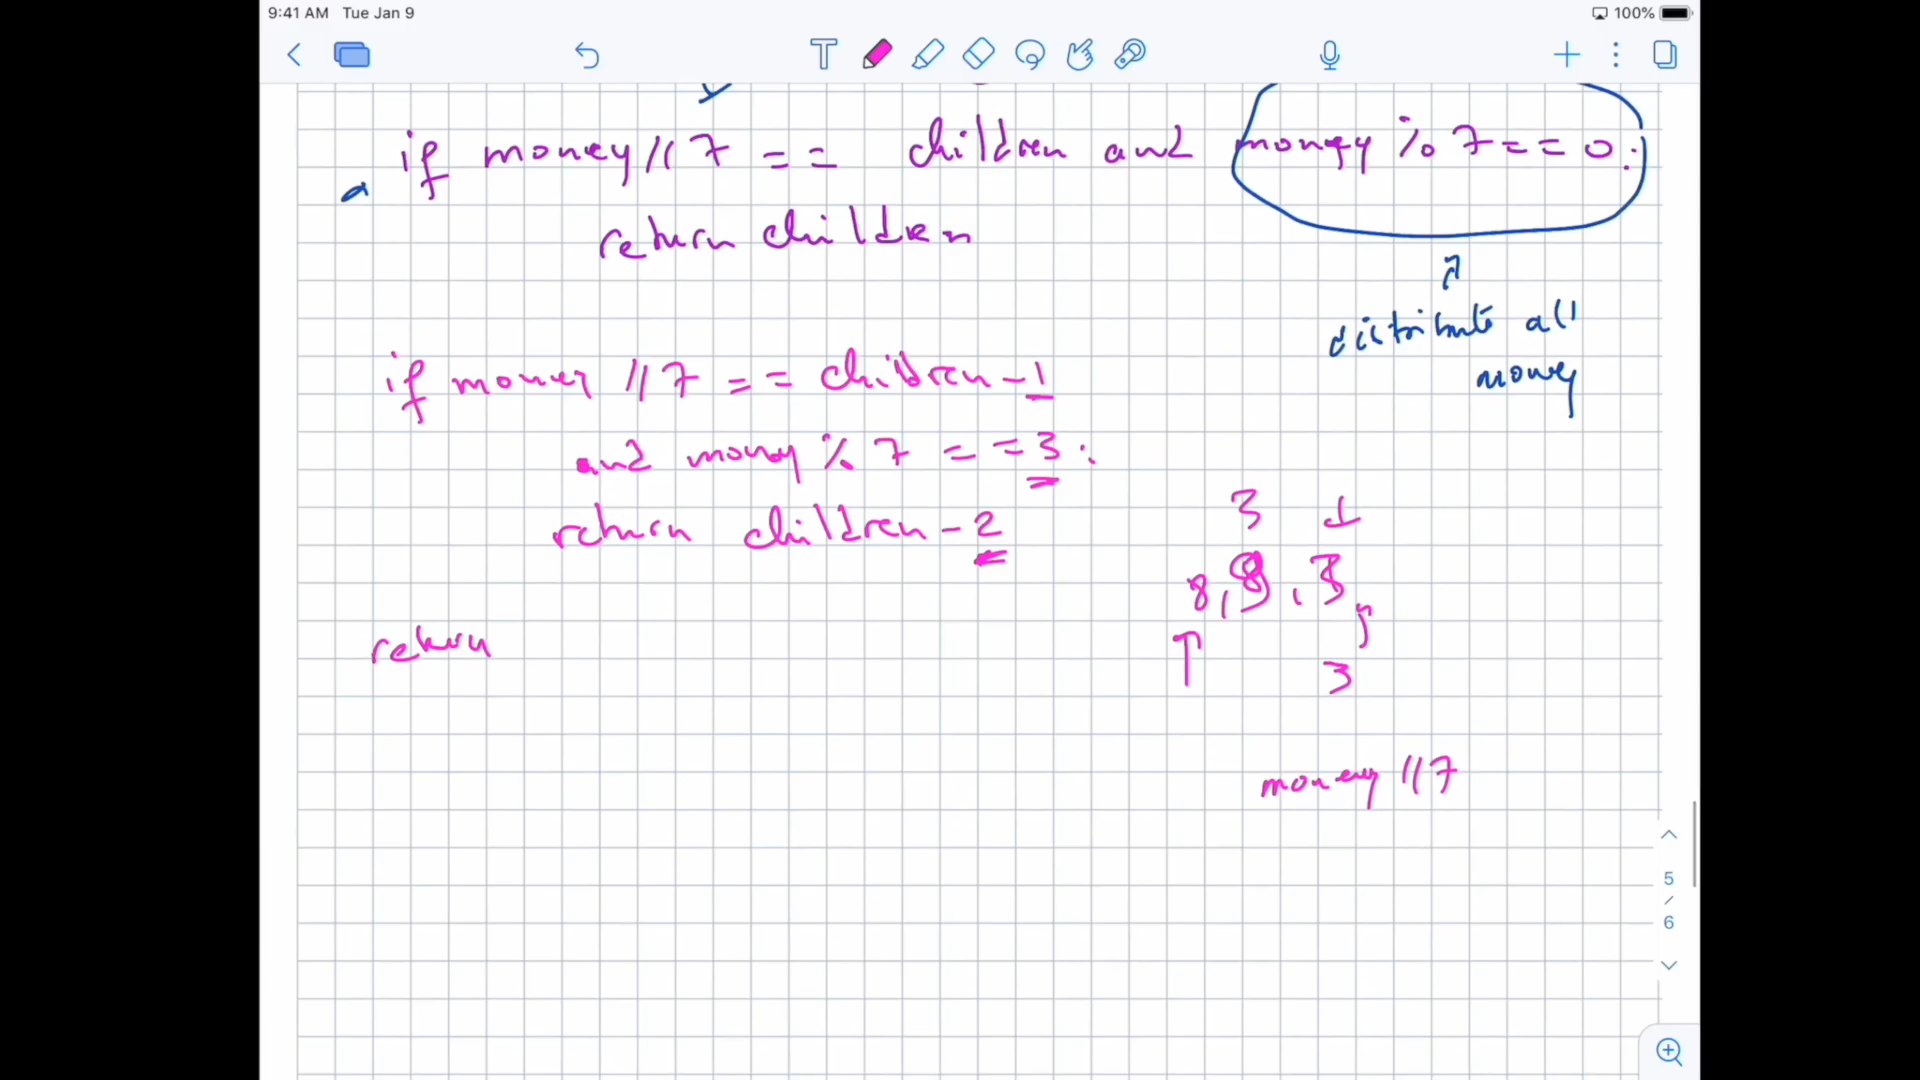 9:41 AM Tue Jan 9
100%
T
if money // 7 == children and money % 7 == 0:
return children
distribute all
money
if money // 7 == children - 1
and money % 7 == 3:
return children - 2
3 1
8, 8, 3
3
return
money // 7
5
6